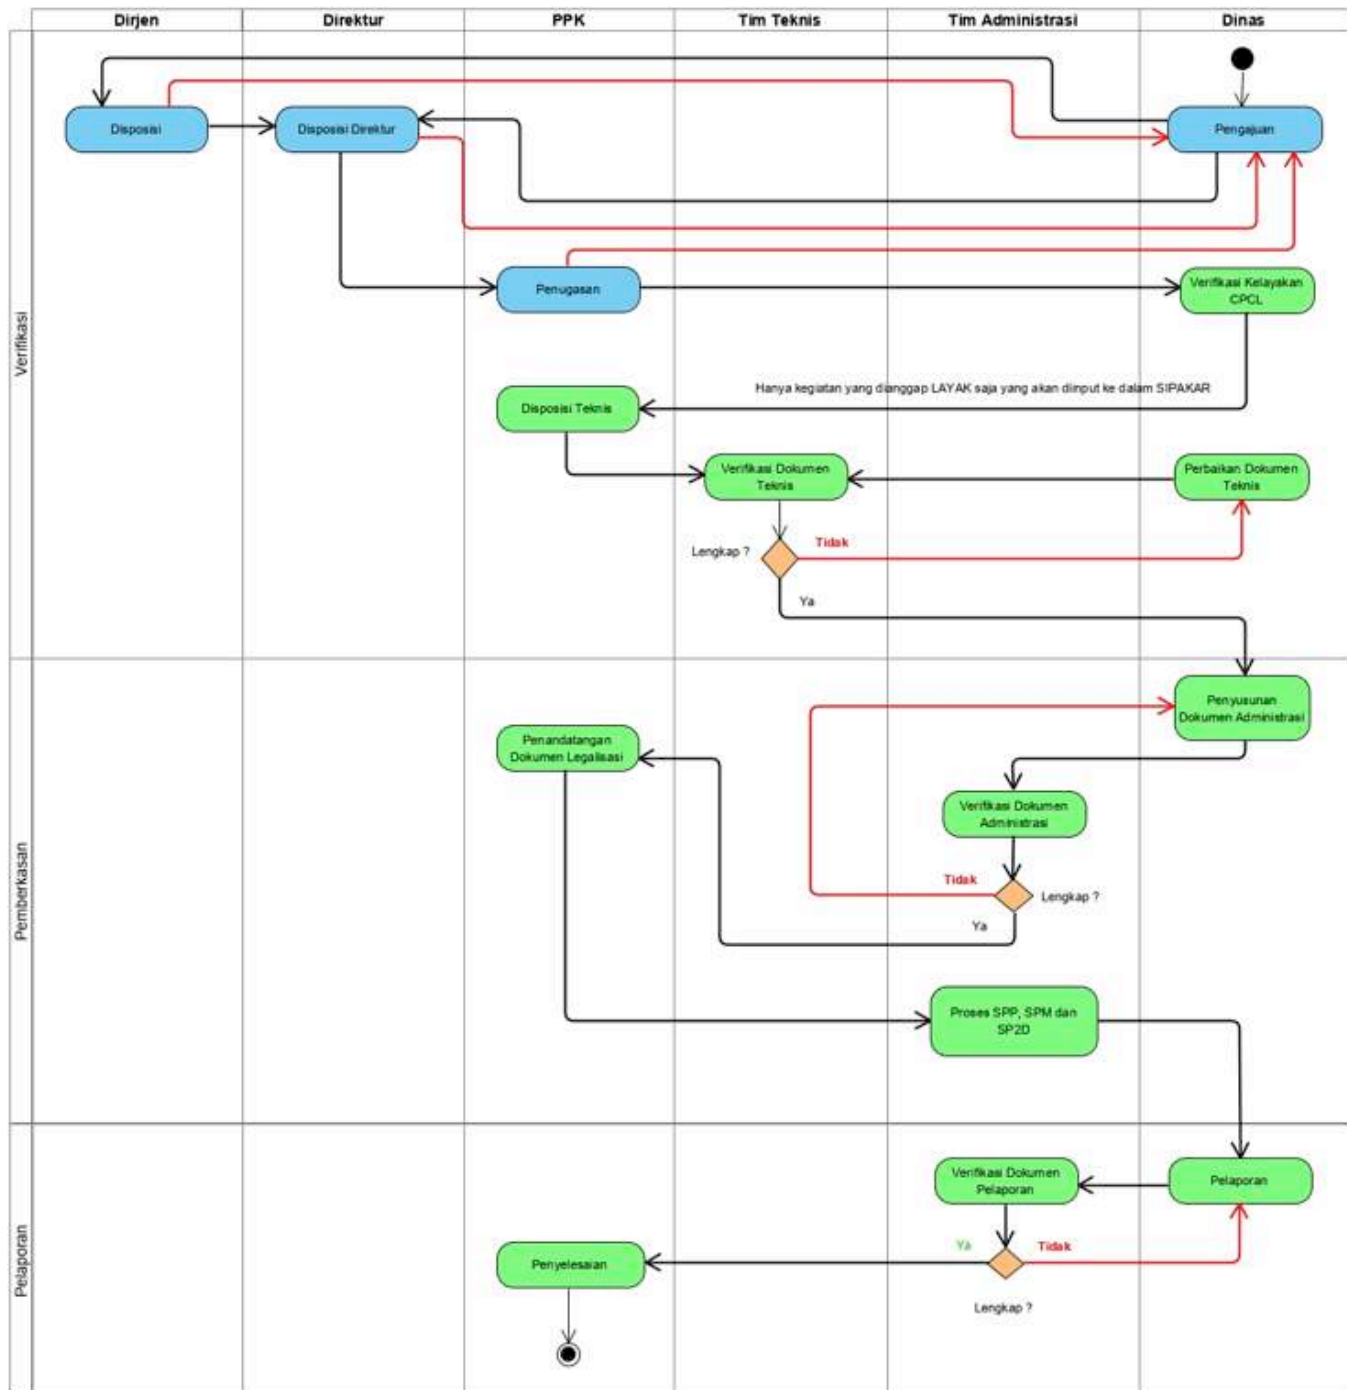 Dirjen
Direktur
PPK
Tim Teknis
Tim Administrasi
Dinas
Verifikasi
Disposisi
Disposisi Direktur
Pengajuan
Penugasan
Verifikasi Kelayakan
CPCL
Hanya kegiatan yang dianggap LAYAK saja yang akan diinput ke dalam SIPAKAR
Disposisi Teknis
Verifikasi Dokumen
Teknis
Perbaikan Dokumen
Teknis
Lengkap ?
Tidak
Ya
Pemberkasan
Penyusunan
Dokumen Administrasi
Penandatangan
Dokumen Legalisasi
Verifikasi Dokumen
Administrasi
Tidak
Lengkap ?
Ya
Proses SPP, SPM dan
SP2D
Pelaporan
Verifikasi Dokumen
Pelaporan
Pelaporan
Ya
Tidak
Penyelesaian
Lengkap ?